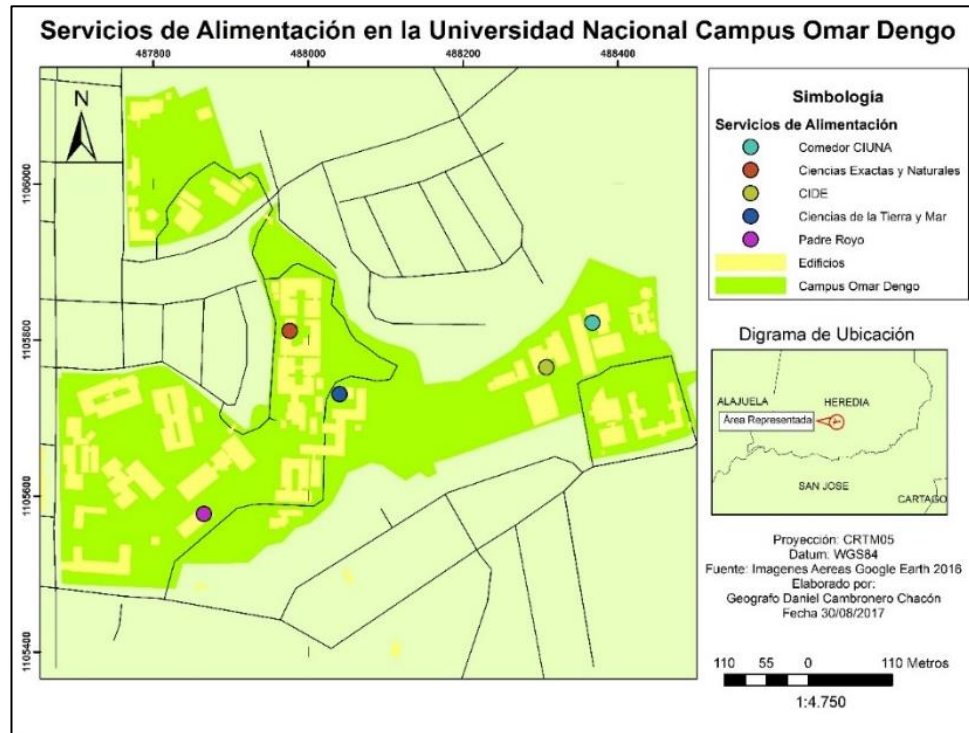 Servicios de Alimentación en la Universidad Nacional Campus Omar Dengo
487800 488000 488200 488400
N
1106000
1105800
1105600
1105400
Simbología
Servicios de Alimentación
Comedor CIUNA
Ciencias Exactas y Naturales
CIDE
Ciencias de la Tierra y Mar
Padre Royo
Edificios
Campus Omar Dengo
Digrama de Ubicación
ALAJUELA
HEREDIA
Área Representada
SAN JOSE
CARTAGO
Proyección: CRTM05
Datum: WGS84
Fuente: Imagenes Aereas Google Earth 2016
Elaborado por:
Geografo Daniel Cambronero Chacón
Fecha 30/08/2017
110 55 0 110 Metros
1:4.750